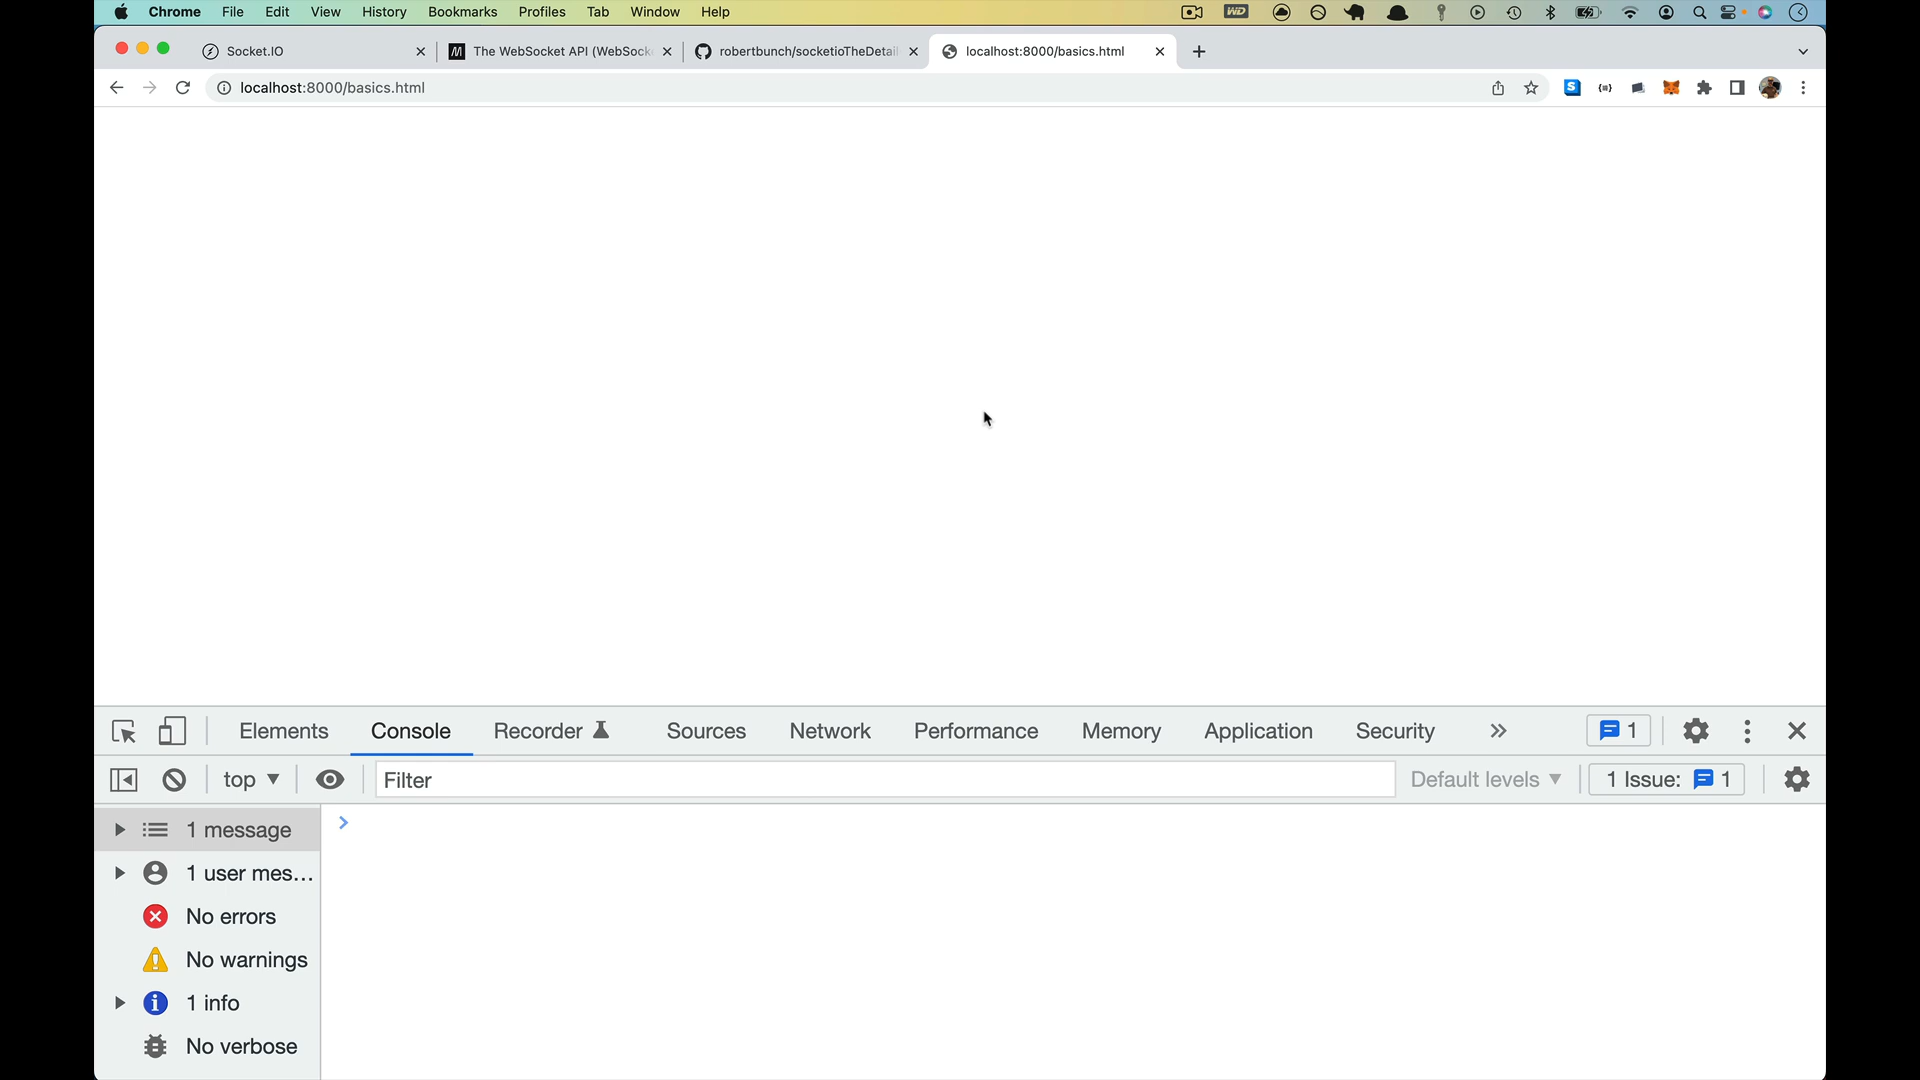 Chrome File Edit View History Bookmarks Profiles Tab Window Help
Socket.IO
The WebSocket API (WebSock
robertbunch/socketioTheDetail
localhost:8000/basics.html
localhost:8000/basics.html
Elements Console Recorder Sources Network Performance Memory Application Security 1
top Filter Default levels 1 Issue: 1
1 message
1 user mes...
No errors
No warnings
1 info
No verbose